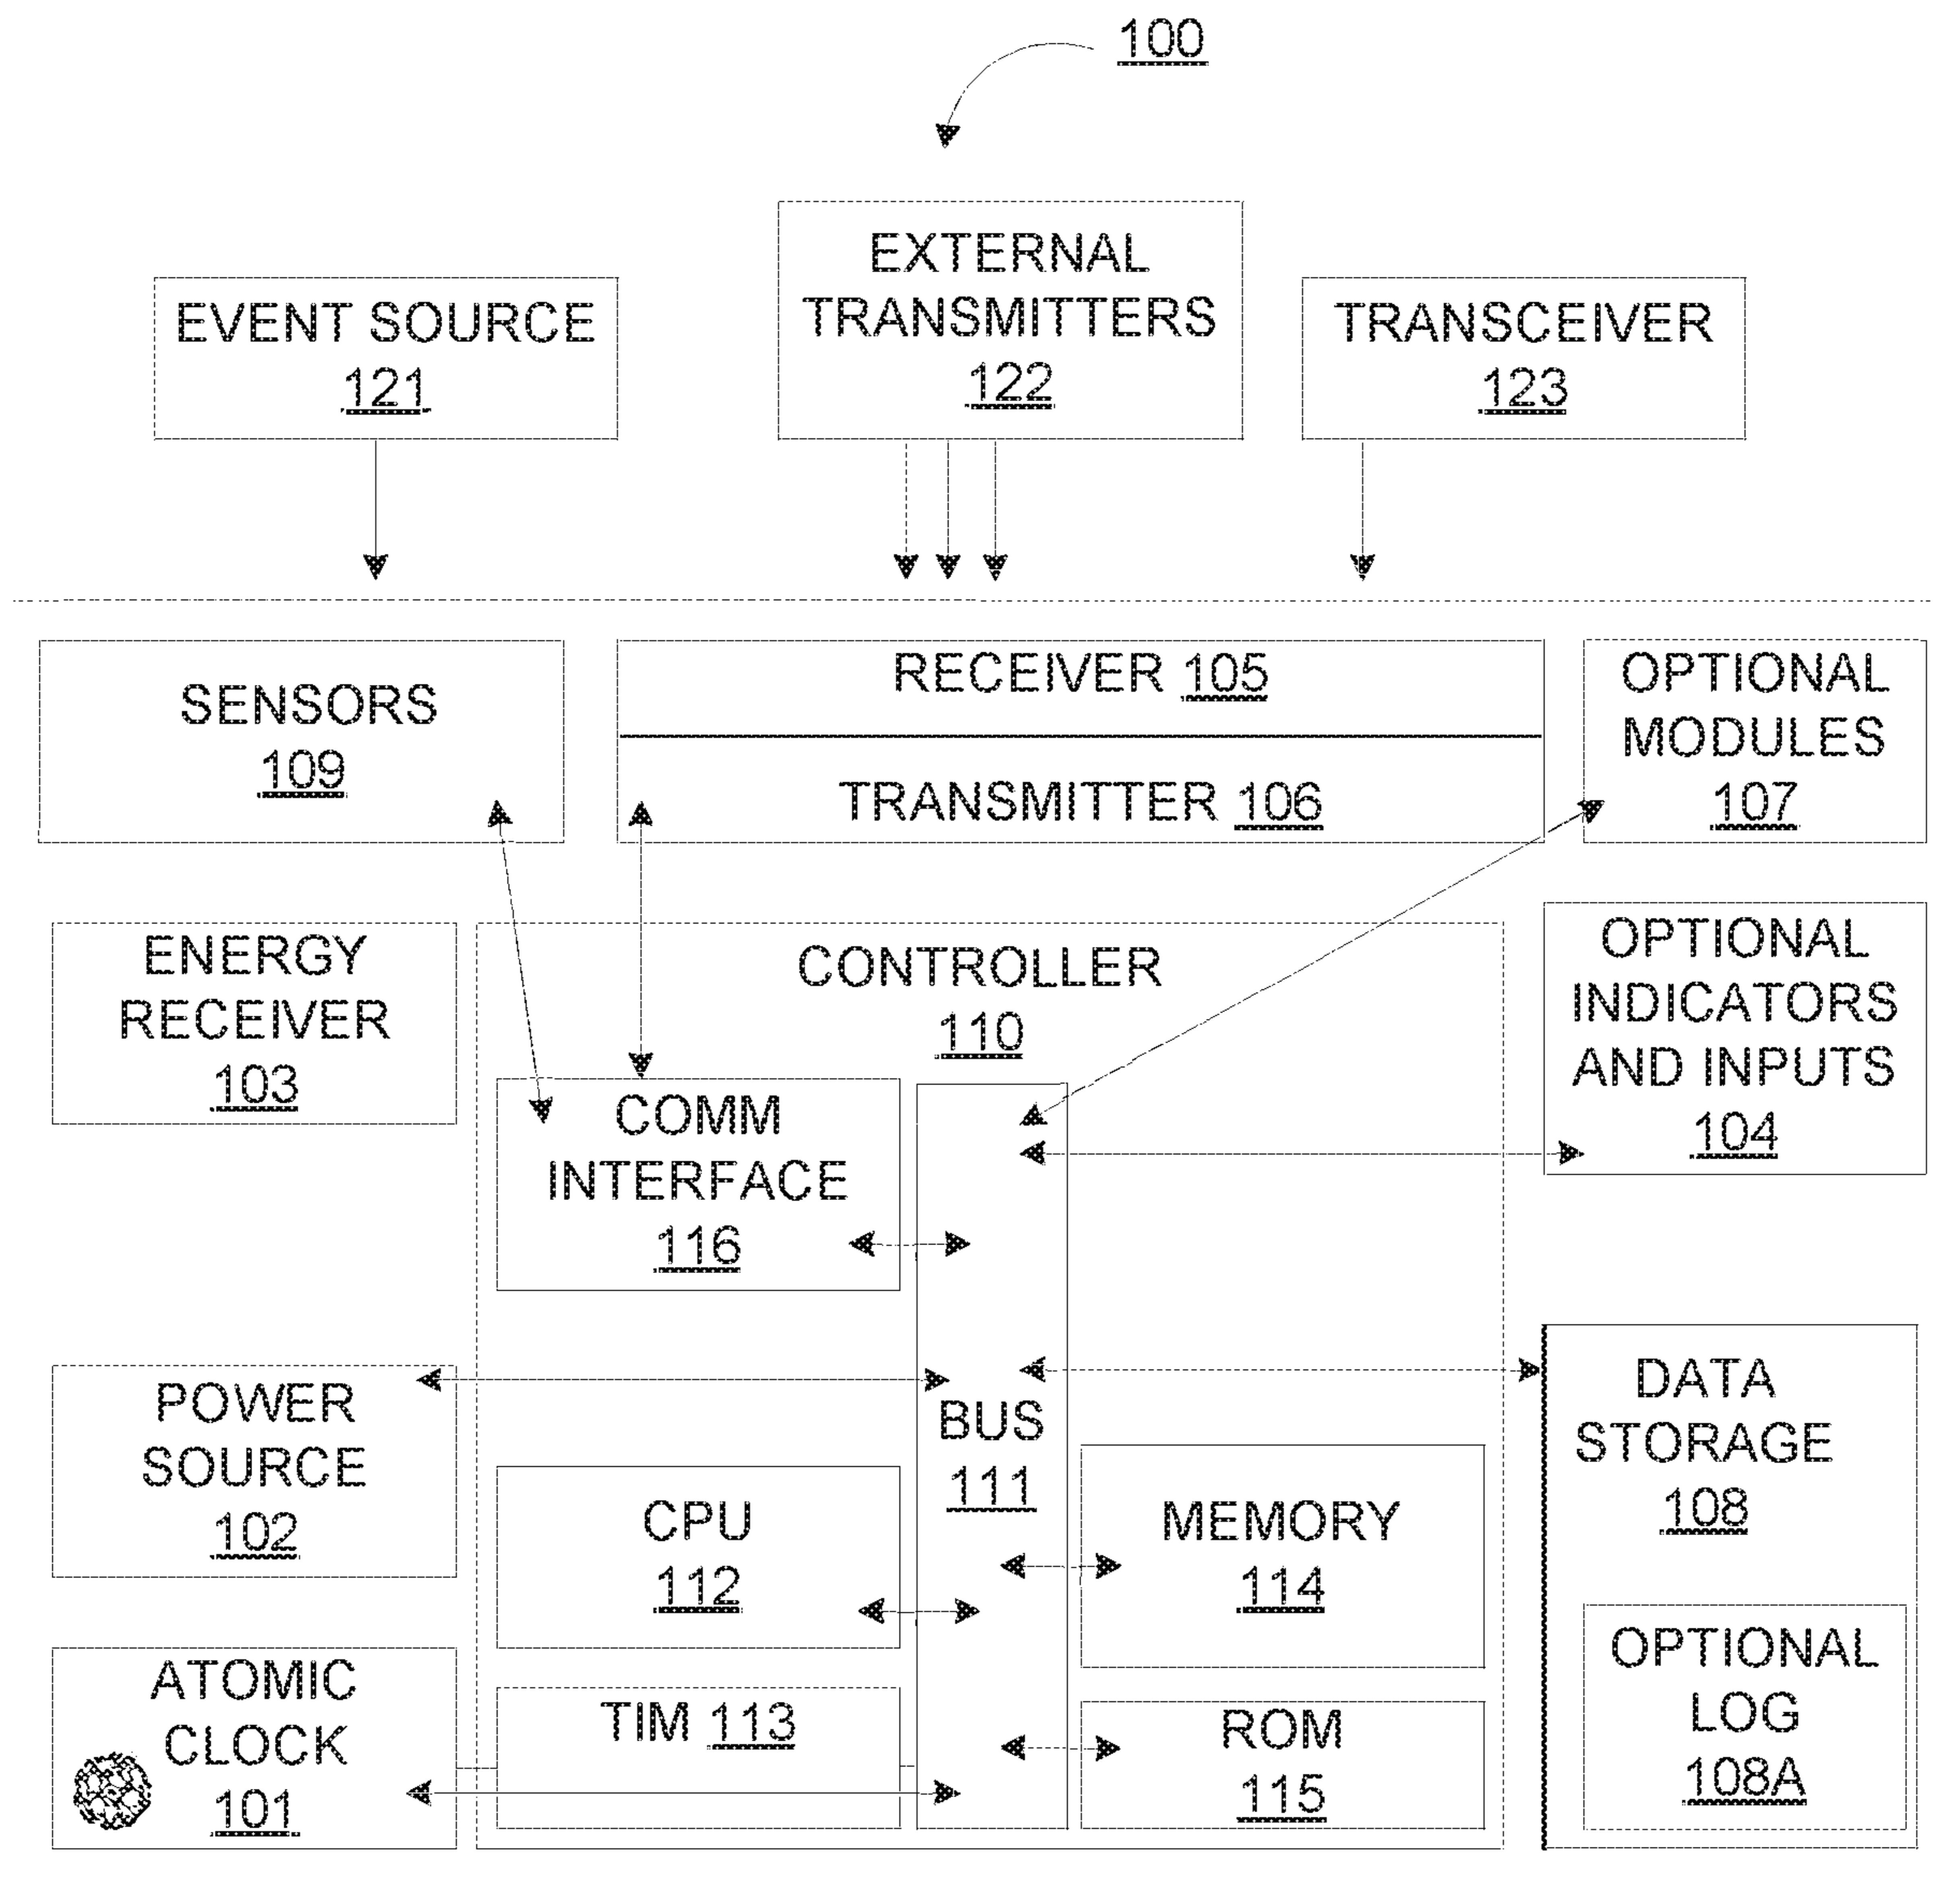 100
EXTERNAL
TRANSMITTERS
122
EVENT SOURCE
121
TRANSCEIVER
123
SENSORS
109
RECEIVER 105
TRANSMITTER 106
OPTIONAL
MODULES
107
ENERGY
RECEIVER
103
CONTROLLER
110
OPTIONAL
INDICATORS
AND INPUTS
104
COMM
INTERFACE
116
POWER
SOURCE
102
BUS
111
DATA
STORAGE
108
CPU
112
MEMORY
114
OPTIONAL
LOG
108A
ATOMIC
CLOCK
101
TIM 113
ROM
115